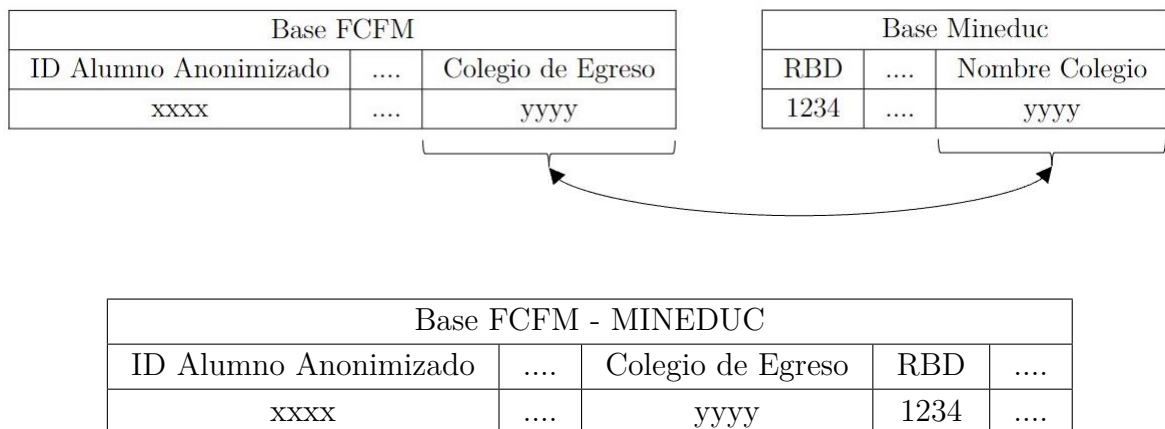 Base FCFM
Base Mineduc
ID Alumno Anonimizado .... Colegio de Egreso
RBD .... Nombre Colegio
xxxx .... yyyy
1234 .... yyyy
Base FCFM - MINEDUC
ID Alumno Anonimizado .... Colegio de Egreso RBD ....
xxxx .... yyyy 1234 ....